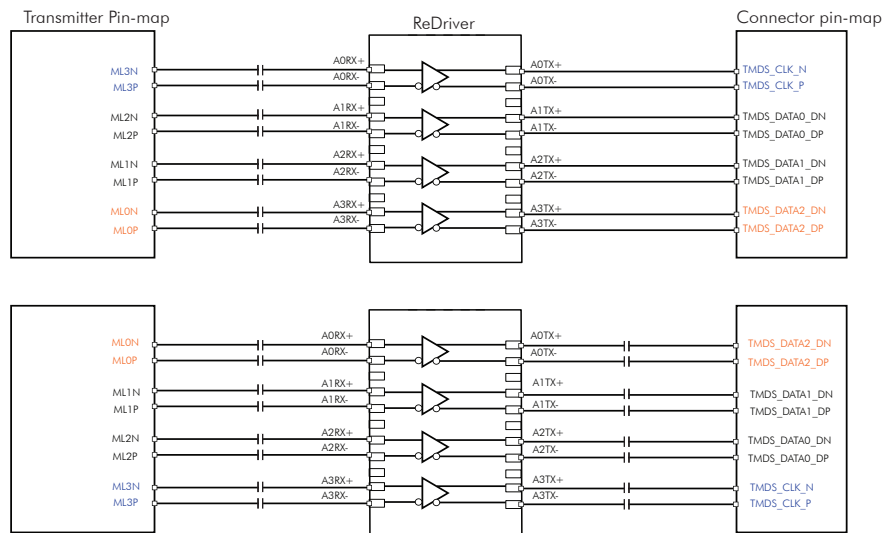 Transmitter Pin-map
ReDriver
Connector pin-map
ML3N
A0RX+
A0TX+
TMDS_CLK_N
ML3P
A0RX-
A0TX-
TMDS_CLK_P
ML2N
A1RX+
A1TX+
TMDS_DATA0_DN
ML2P
A1RX-
A1TX-
TMDS_DATA0_DP
ML1N
A2RX+
A2TX+
TMDS_DATA1_DN
ML1P
A2RX-
A2TX-
TMDS_DATA1_DP
ML0N
A3RX+
A3TX+
TMDS_DATA2_DN
ML0P
A3RX-
A3TX-
TMDS_DATA2_DP
ML0N
A0RX+
A0TX+
TMDS_DATA2_DN
ML0P
A0RX-
A0TX-
TMDS_DATA2_DP
ML1N
A1RX+
A1TX+
TMDS_DATA1_DN
ML1P
A1RX-
A1TX-
TMDS_DATA1_DP
ML2N
A2RX+
A2TX+
TMDS_DATA0_DN
ML2P
A2RX-
A2TX-
TMDS_DATA0_DP
ML3N
A3RX+
A3TX+
TMDS_CLK_N
ML3P
A3RX-
A3TX-
TMDS_CLK_P